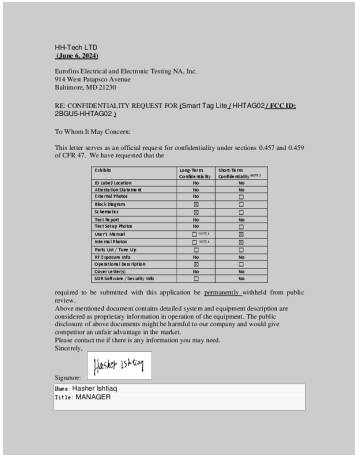 HH-Tech LTD
(June 6, 2024)
Eurofins Electrical and Electronic Testing NA, Inc.
914 West Patapsco Avenue
Baltimore, MD 21230
RE: CONFIDENTIALITY REQUEST FOR (Smart Tag Lite / HHTAG02 / FCC ID:
2BGU5-HHTAG02 )
To Whom It May Concern:
This letter serves as an official request for confidentiality under sections 0.457 and 0.459
of CFR 47. We have requested that the
Exhibits Long-Term Confidentiality Short-Term Confidentiality
ID Label/Location No No
Attestation Statement No No
External Photos No ☐
Block Diagram ☒ ☐
Schematics ☒ ☐
Test Report No No
Test Setup Photos No ☐
User's Manual ☐ ☒
Internal Photos ☐ ☒
Parts List / Tune Up ☐ ☐
RF Exposure Info No No
Operational Description ☒ ☐
Cover Letter(s) No No
SDR Software / Security Info ☐ ☐
required to be submitted with this application be permanently withheld from public
review.
Above mentioned document contains detailed system and equipment description are
considered as proprietary information in operation of the equipment. The public
disclosure of above documents might be harmful to our company and would give
competitor an unfair advantage in the market.
Please contact me if there is any information you may need.
Sincerely,
Hasher Ishtiaq
Signature:
Name: Hasher Ishtiaq
Title: MANAGER